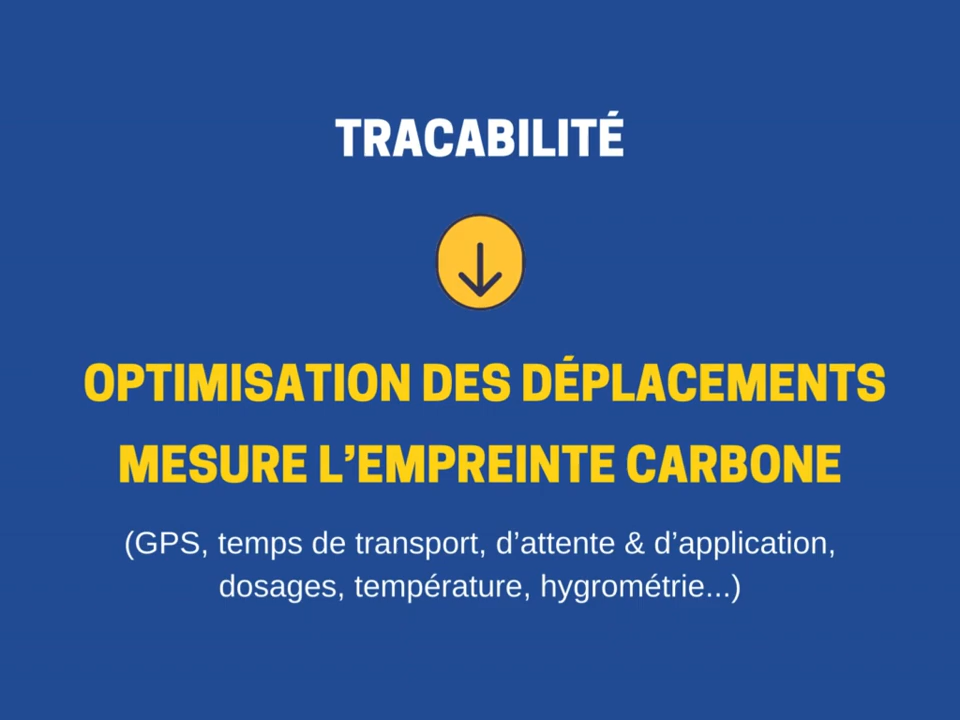 TRACABILITÉ
OPTIMISATION DES DÉPLACEMENTS
MESURE L’EMPREINTE CARBONE
(GPS, temps de transport, d’attente & d’application,
dosages, température, hygrométrie...)